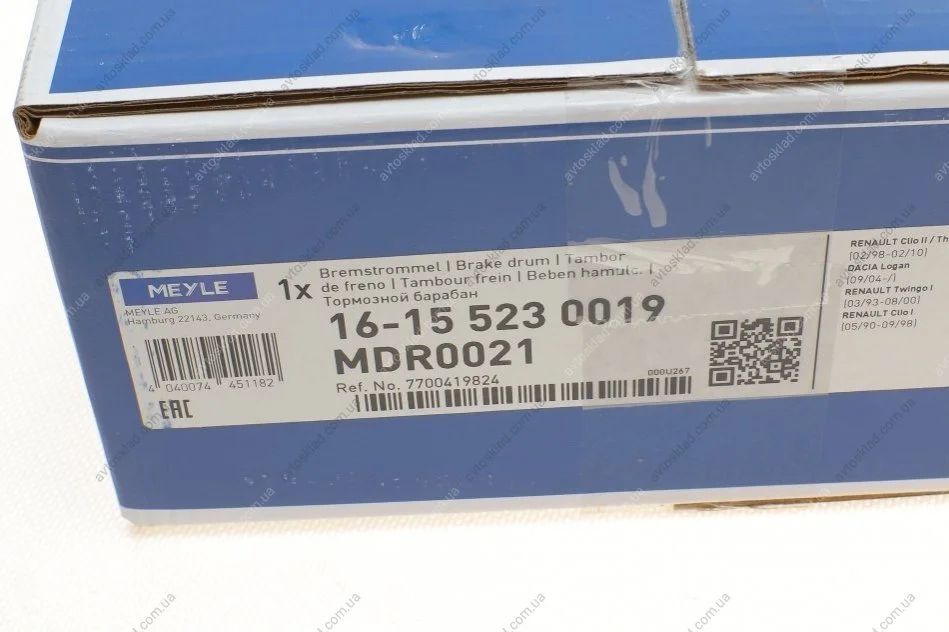 MEYLE
MEYLE AG
Hamburg 22143, Germany
4 040074 451182
EAC
1x
Bremstrommel | Brake drum | Tambor
de freno | Tambour frein | Beben hamulc. |
Тормозной барабан
16-15 523 0019
MDR0021
Ref. No. 7700419824
000U267
RENAULT Clio II / Th
(02/98-02/10)
DACIA Logan
(09/04-/)
RENAULT Twingo I
(03/93-08/00)
RENAULT Clio I
(05/90-09/98)
avtosklad.com.ua